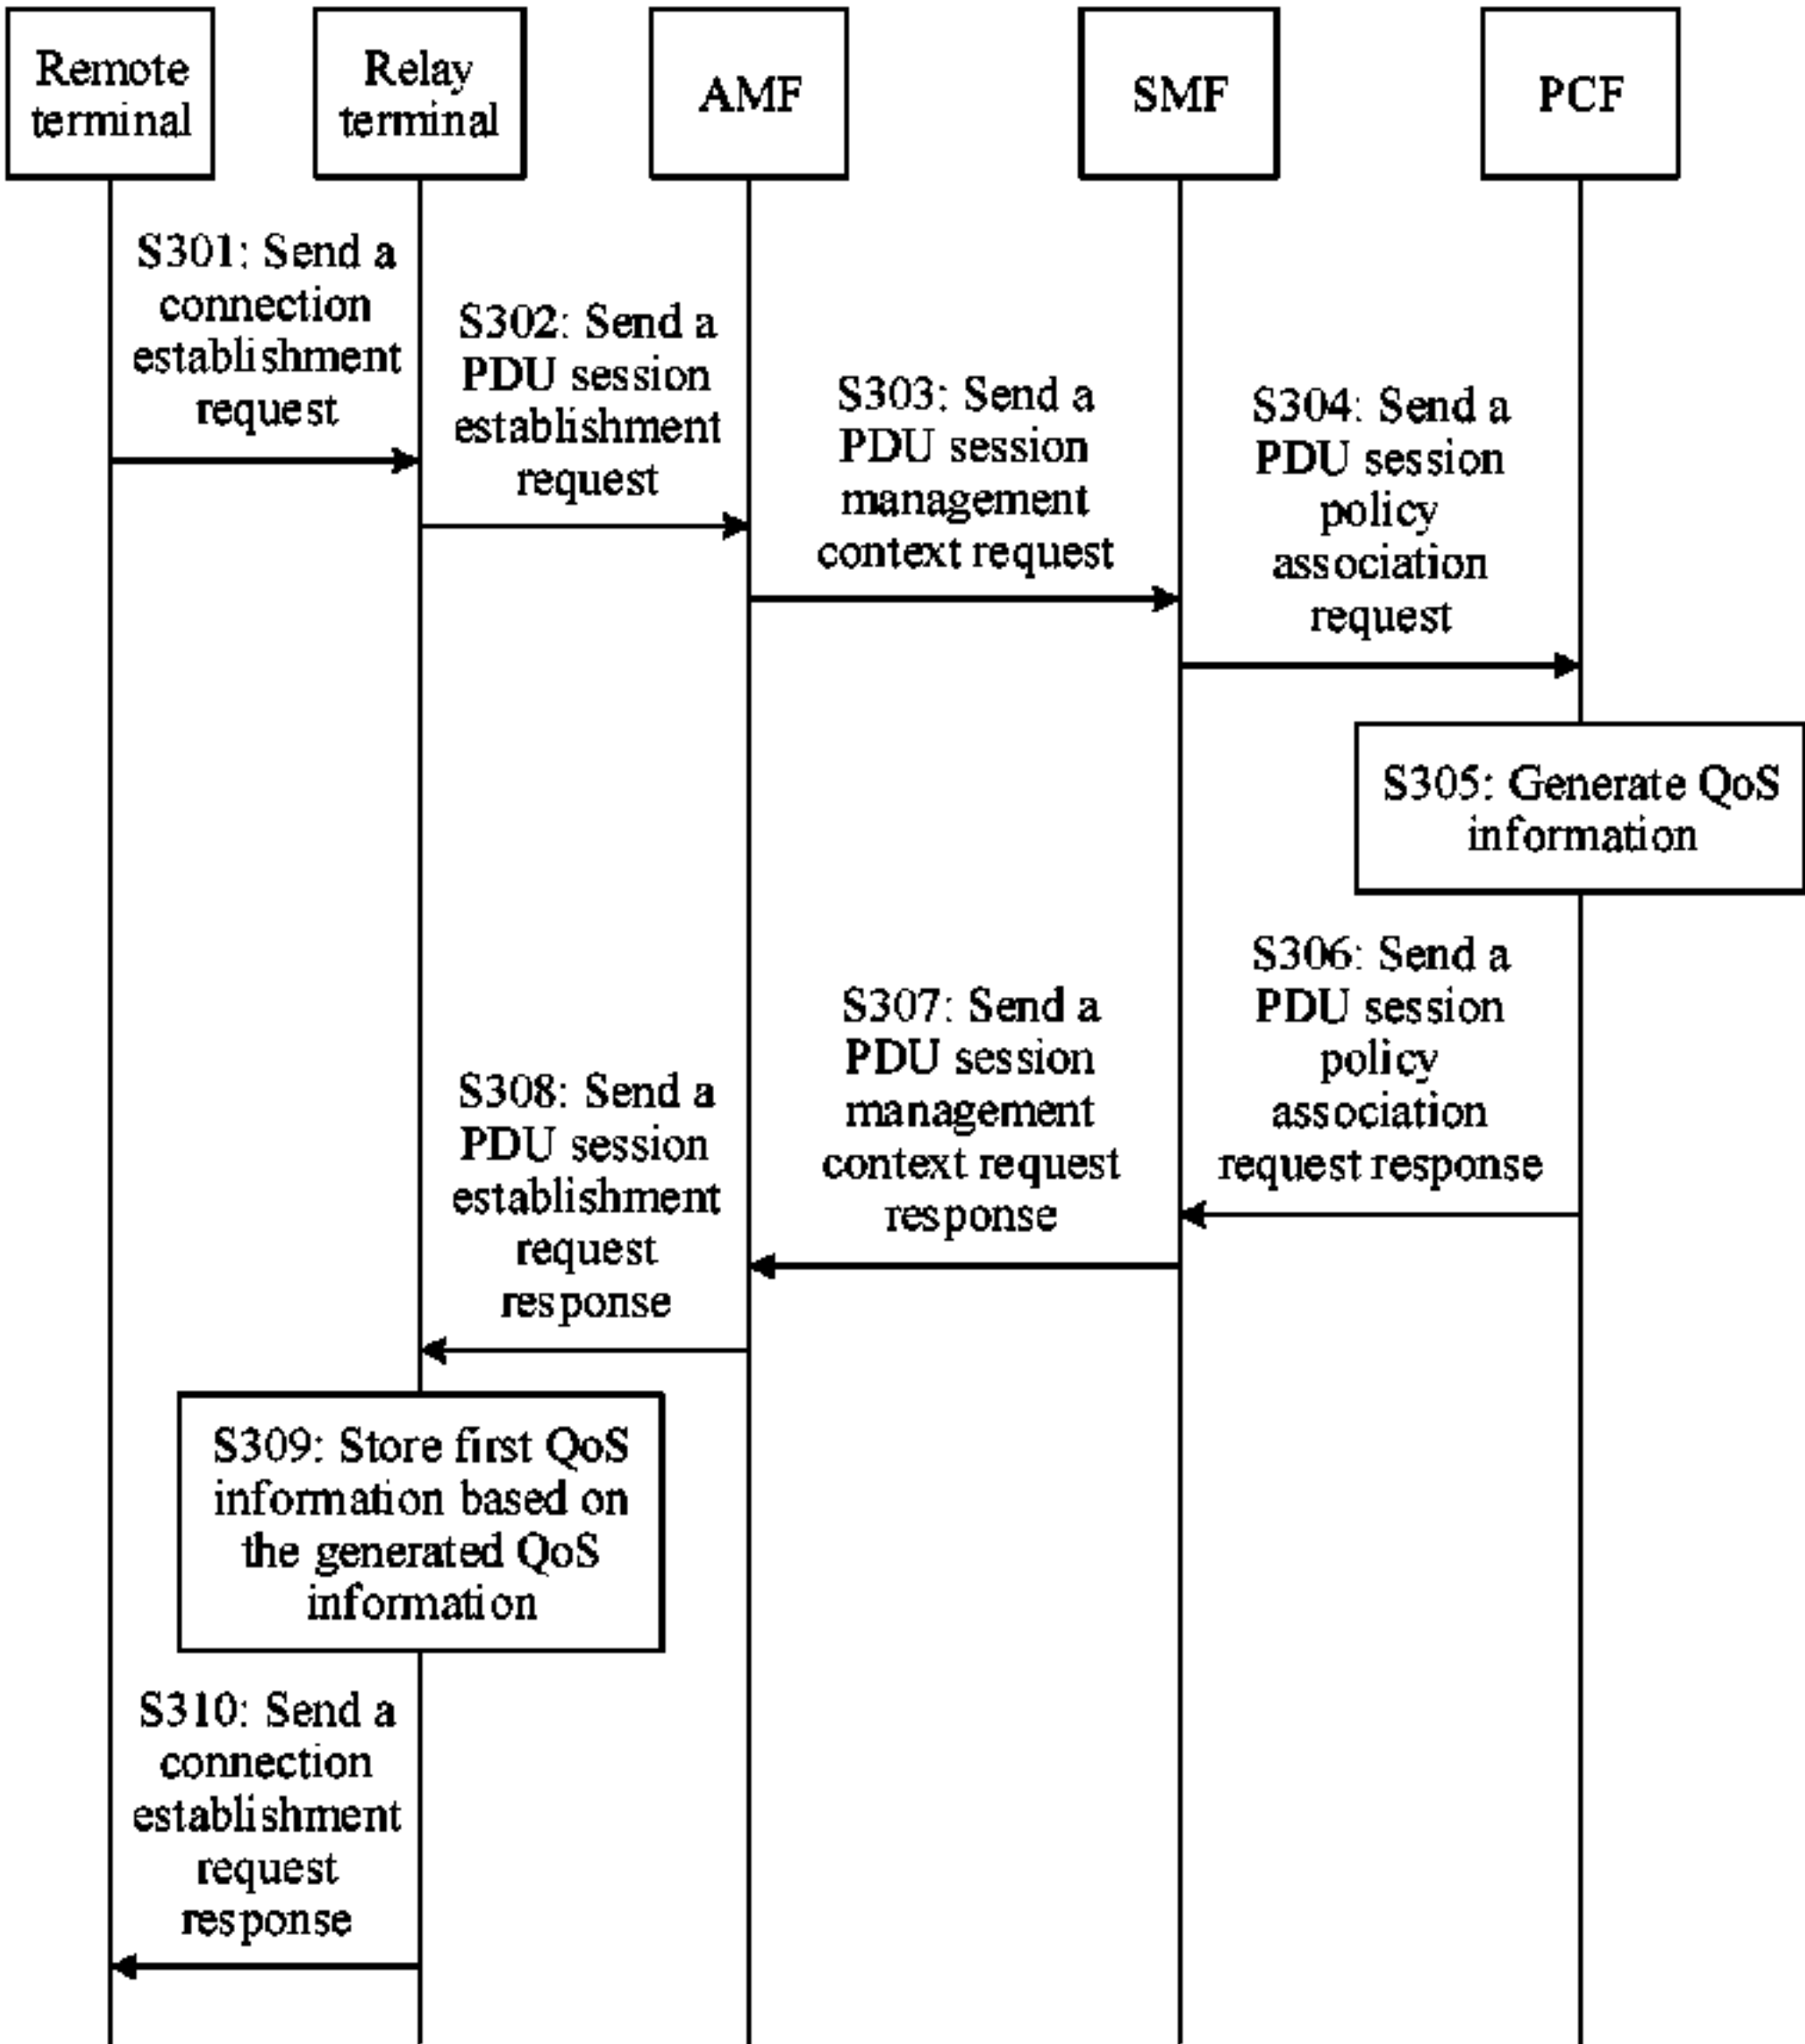 Remote
terminal
Relay
terminal
AMF
SMF
PCF
S301: Send a
connection
establishment
request
S302: Send a
PDU session
establishment
request
S303: Send a
PDU session
management
context request
S304: Send a
PDU session
policy
association
request
S305: Generate QoS
information
S306: Send a
PDU session
policy
association
request response
S307: Send a
PDU session
management
context request
response
S308: Send a
PDU session
establishment
request
response
S309: Store first QoS
information based on
the generated QoS
information
S310: Send a
connection
establishment
request
response